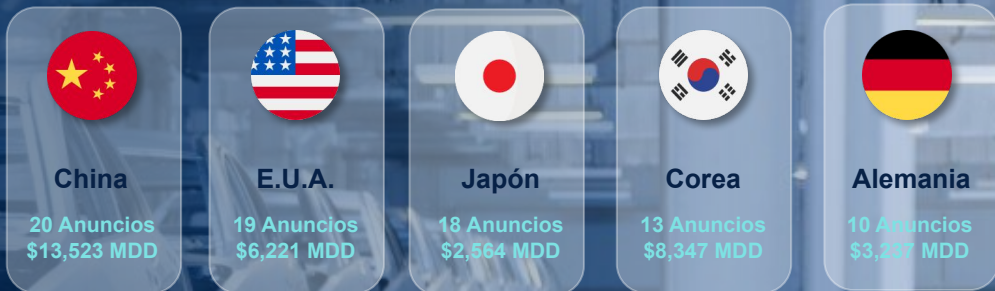 China
20 Anuncios
$13,523 MDD
E.U.A.
19 Anuncios
$6,221 MDD
Japón
18 Anuncios
$2,564 MDD
Corea
13 Anuncios
$8,347 MDD
Alemania
10 Anuncios
$3,237 MDD